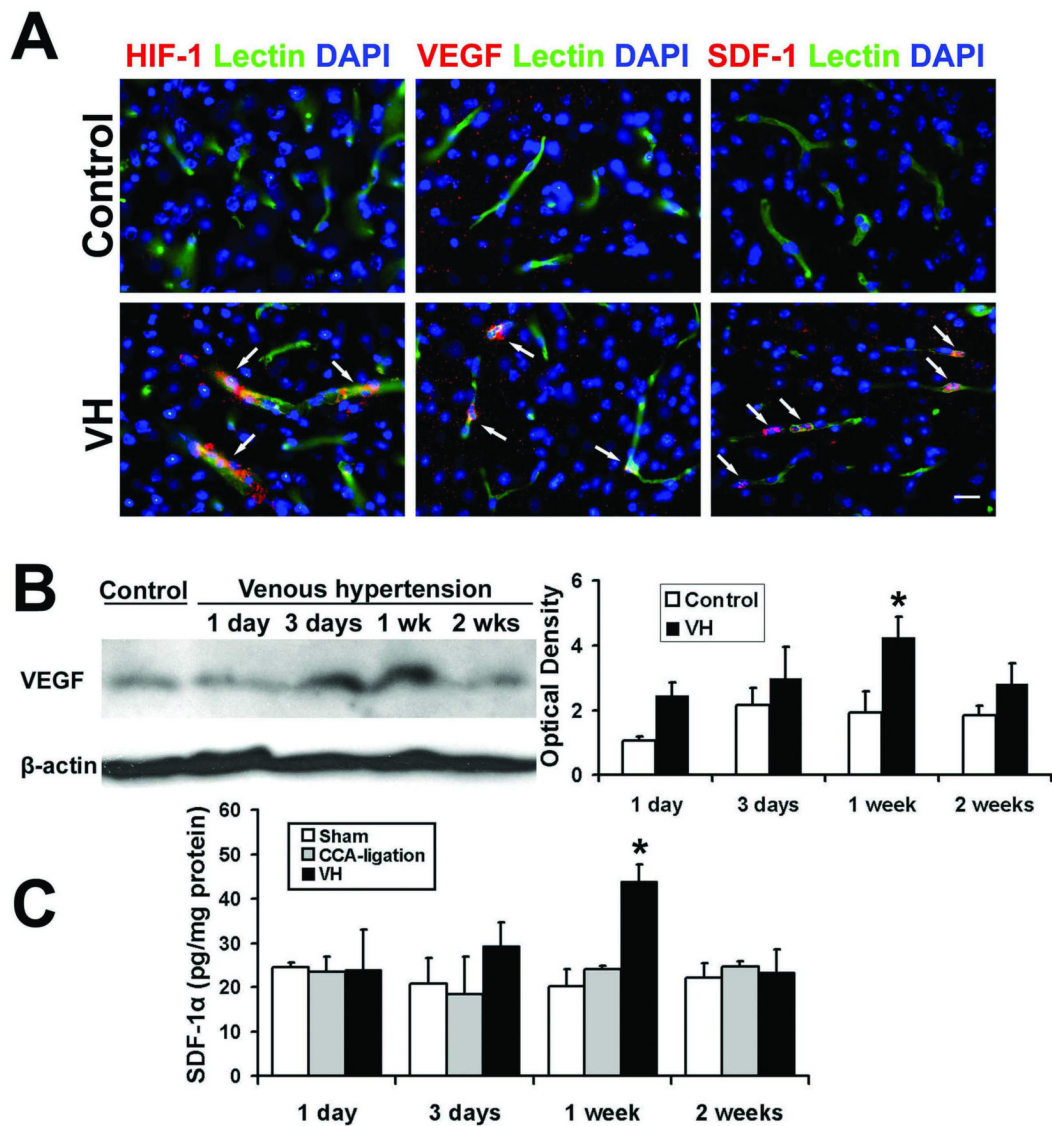 A
HIF-1 Lectin DAPI VEGF Lectin DAPI SDF-1 Lectin DAPI
Control
VH
B
Control Venous hypertension
1 day 3 days 1 wk 2 wks
VEGF
β-actin
Optical Density
6
4
2
0
Control
VH
*
1 day 3 days 1 week 2 weeks
C
SDF-1α (pg/mg protein)
60
50
40
30
20
10
0
Sham
CCA-ligation
VH
*
1 day 3 days 1 week 2 weeks